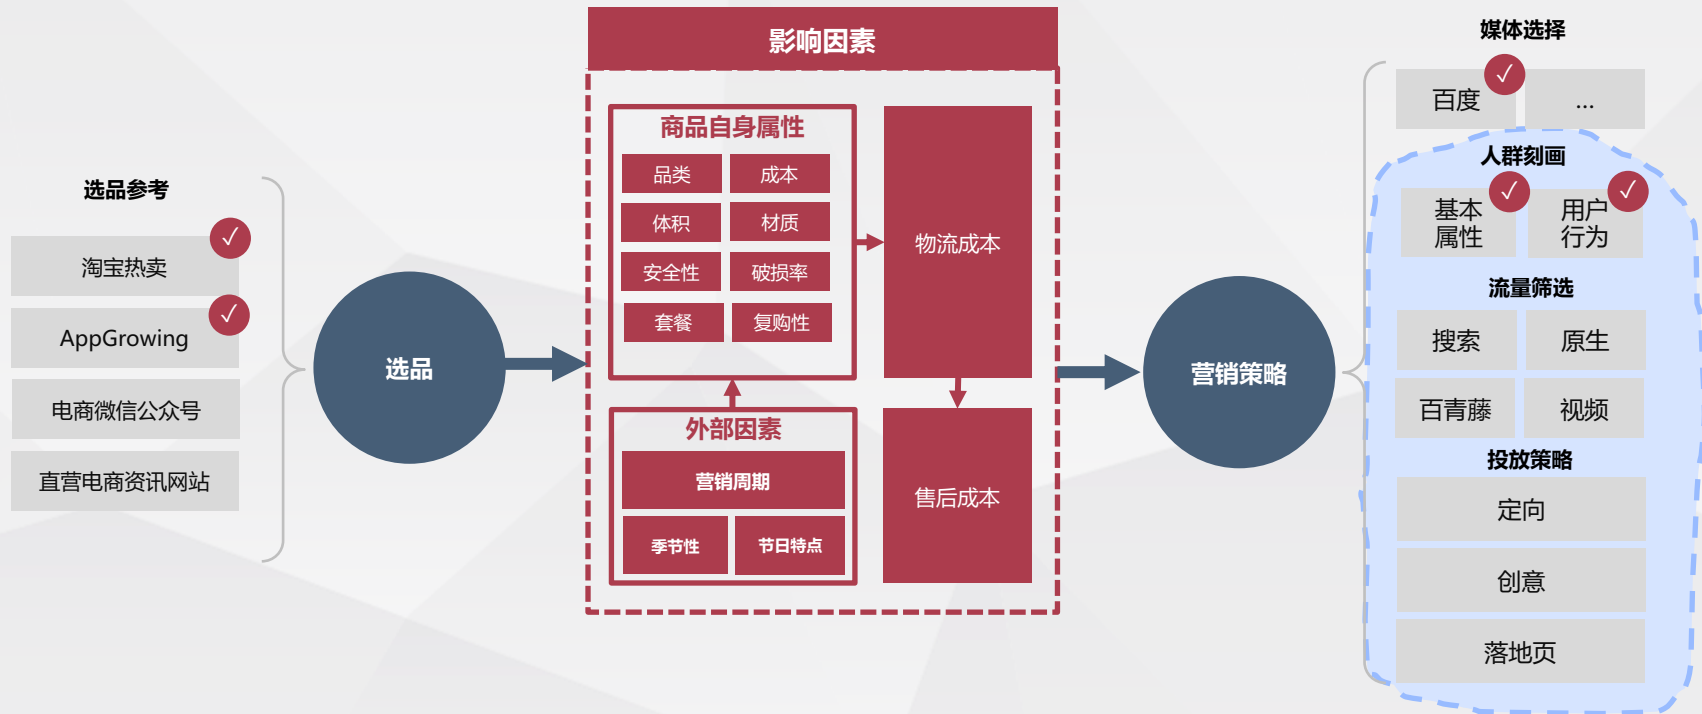 选品参考
淘宝热卖
AppGrowing
电商微信公众号
直营电商资讯网站
选品
影响因素
商品自身属性
品类
成本
体积
材质
安全性
破损率
套餐
复购性
外部因素
营销周期
季节性
节日特点
物流成本
售后成本
营销策略
媒体选择
百度
...
人群刻画
基本
属性
用户
行为
流量筛选
搜索
原生
百青藤
视频
投放策略
定向
创意
落地页